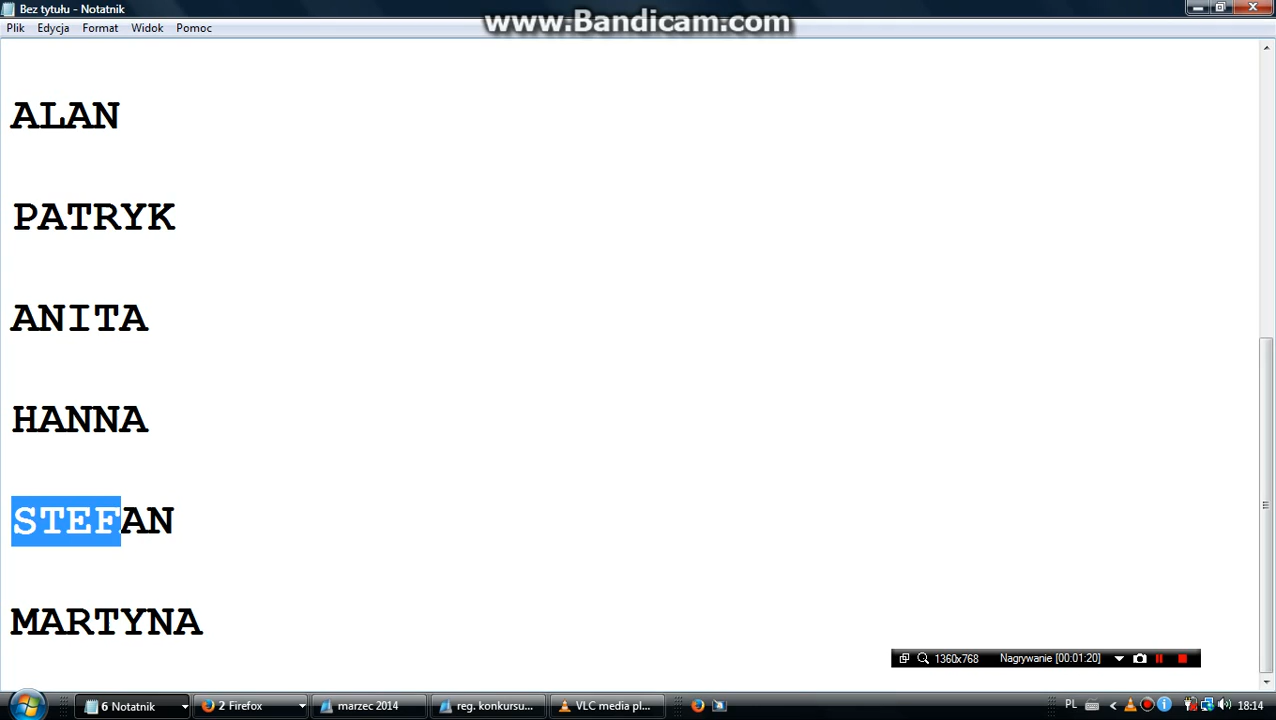 Bez tytułu - Notatnik
www.Bandicam.com
Plik Edycja Format Widok Pomoc
ALAN
PATRYK
ANITA
HANNA
STEFAN
MARTYNA
1360x768 Nagrywanie [00:01:20]
6 Notatnik 2 Firefox marzec 2014 reg. konkursu... VLC media pl... PL 18:14